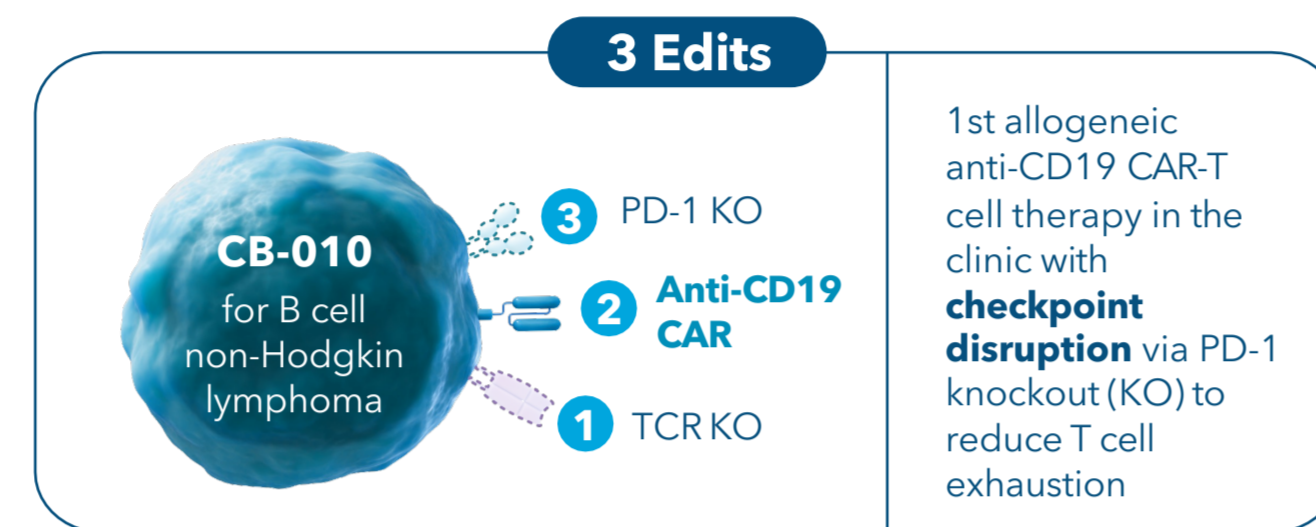 3 Edits
CB-010
for B cell
non-Hodgkin
lymphoma
3 PD-1 KO
2 Anti-CD19
CAR
1 TCR KO
1st allogeneic
anti-CD19 CAR-T
cell therapy in the
clinic with
checkpoint
disruption via PD-1
knockout (KO) to
reduce T cell
exhaustion